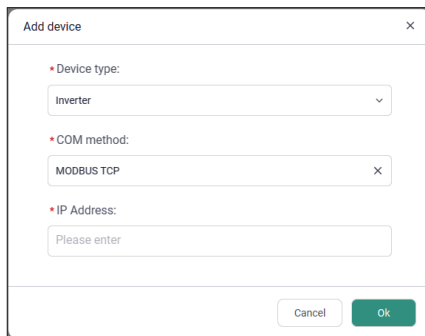 Add device
* Device type:
Inverter
* COM method:
MODBUS TCP
* IP Address:
Please enter
Cancel
Ok